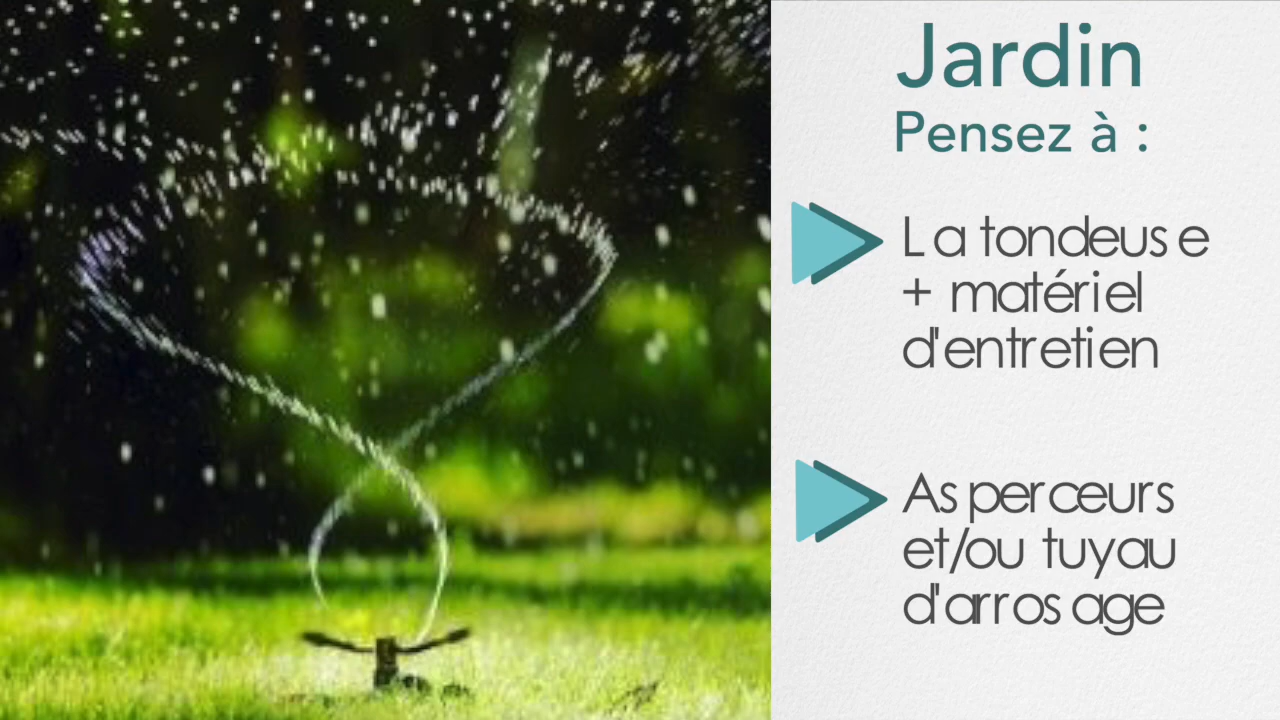 Jardin
Pensez à :
La tondeuse
+ matériel
d'entretien
Asperceurs
et/ou tuyau
d'arrosage